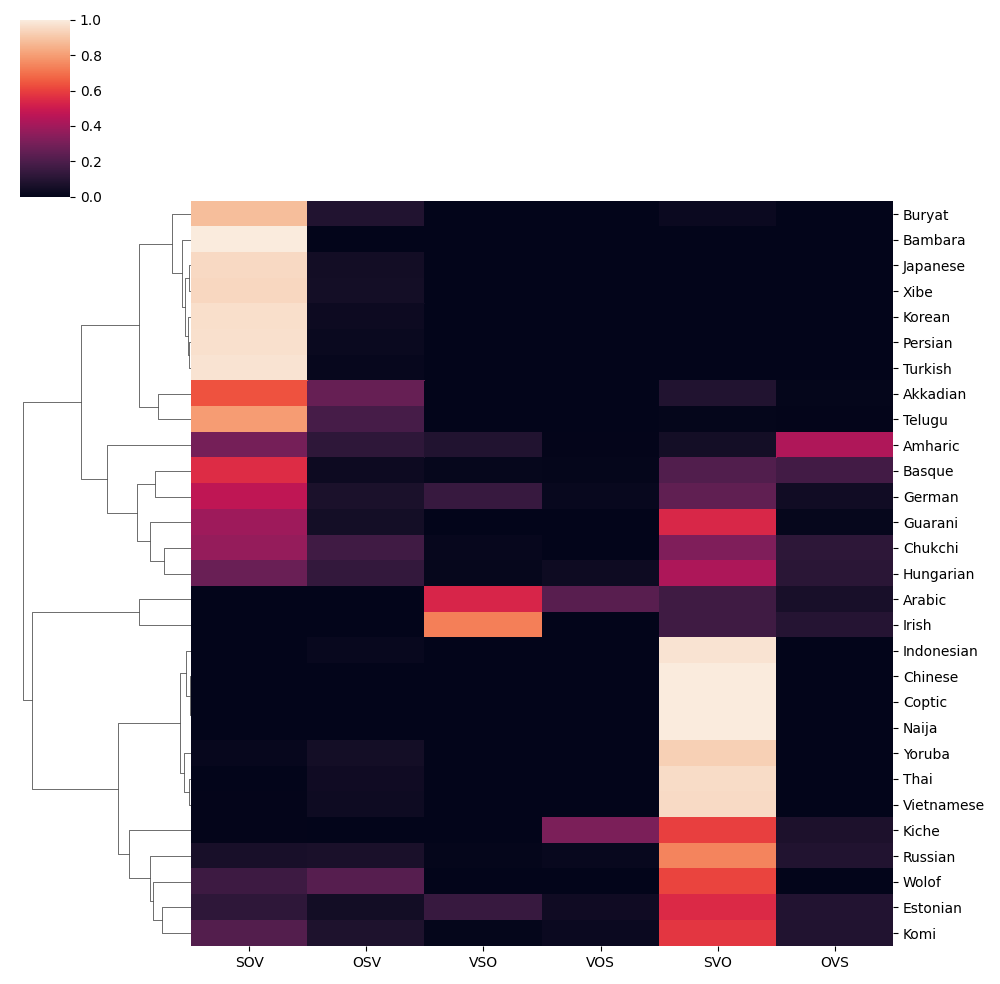 1.0
0.8
0.6
0.4
0.2
0.0
Buryat
Bambara
Japanese
Xibe
Korean
Persian
Turkish
Akkadian
Telugu
Amharic
Basque
German
Guarani
Chukchi
Hungarian
Arabic
Irish
Indonesian
Chinese
Coptic
Naija
Yoruba
Thai
Vietnamese
Kiche
Russian
Wolof
Estonian
Komi
SOV OSV VSO VOS SVO OVS